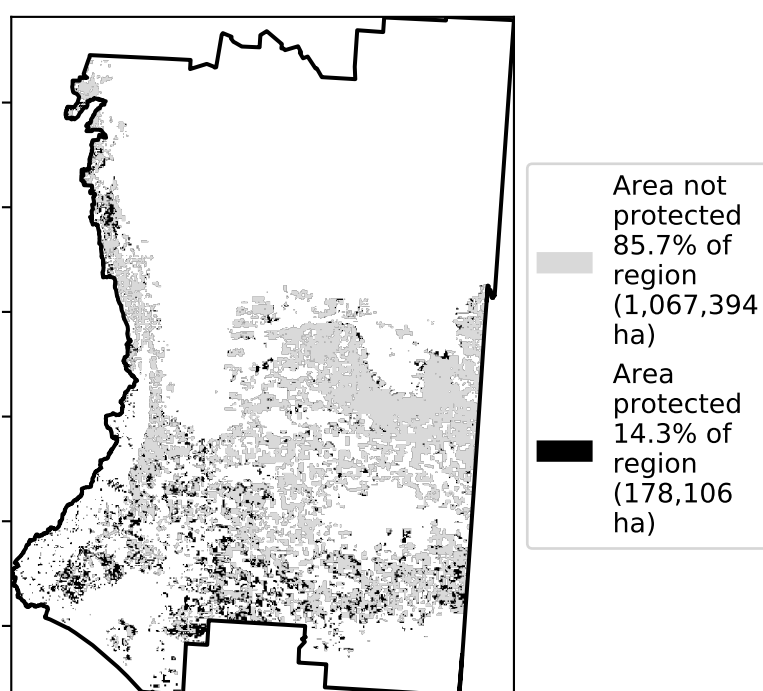 Area not
protected
85.7% of
region
(1,067,394
ha)
Area
protected
14.3% of
region
(178,106
ha)